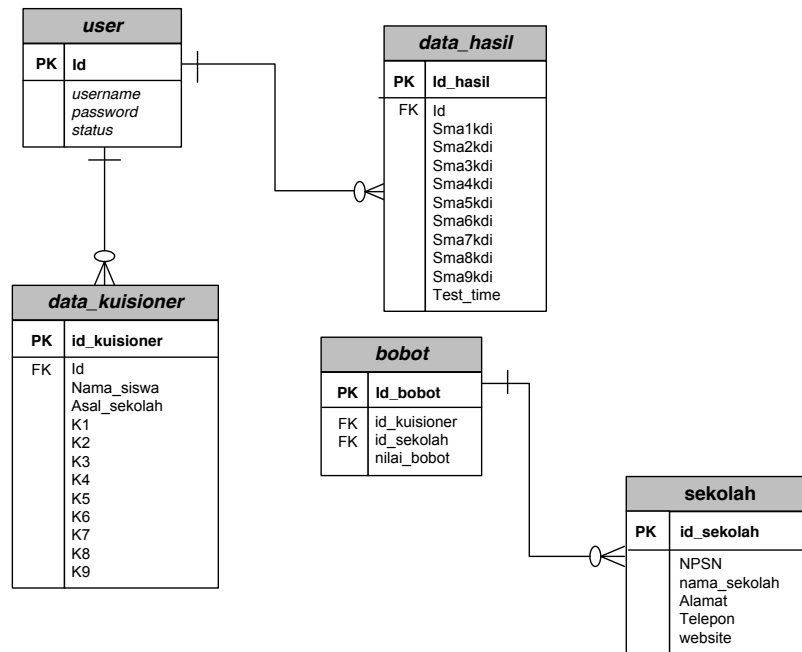 user
PK Id
username
password
status
data_hasil
PK Id_hasil
FK Id
Sma1kdi
Sma2kdi
Sma3kdi
Sma4kdi
Sma5kdi
Sma6kdi
Sma7kdi
Sma8kdi
Sma9kdi
Test_time
data_kuisioner
PK id_kuisioner
FK Id
Nama_siswa
Asal_sekolah
K1
K2
K3
K4
K5
K6
K7
K8
K9
bobot
PK Id_bobot
FK id_kuisioner
FK id_sekolah
nilai_bobot
sekolah
PK id_sekolah
NPSN
nama_sekolah
Alamat
Telepon
website